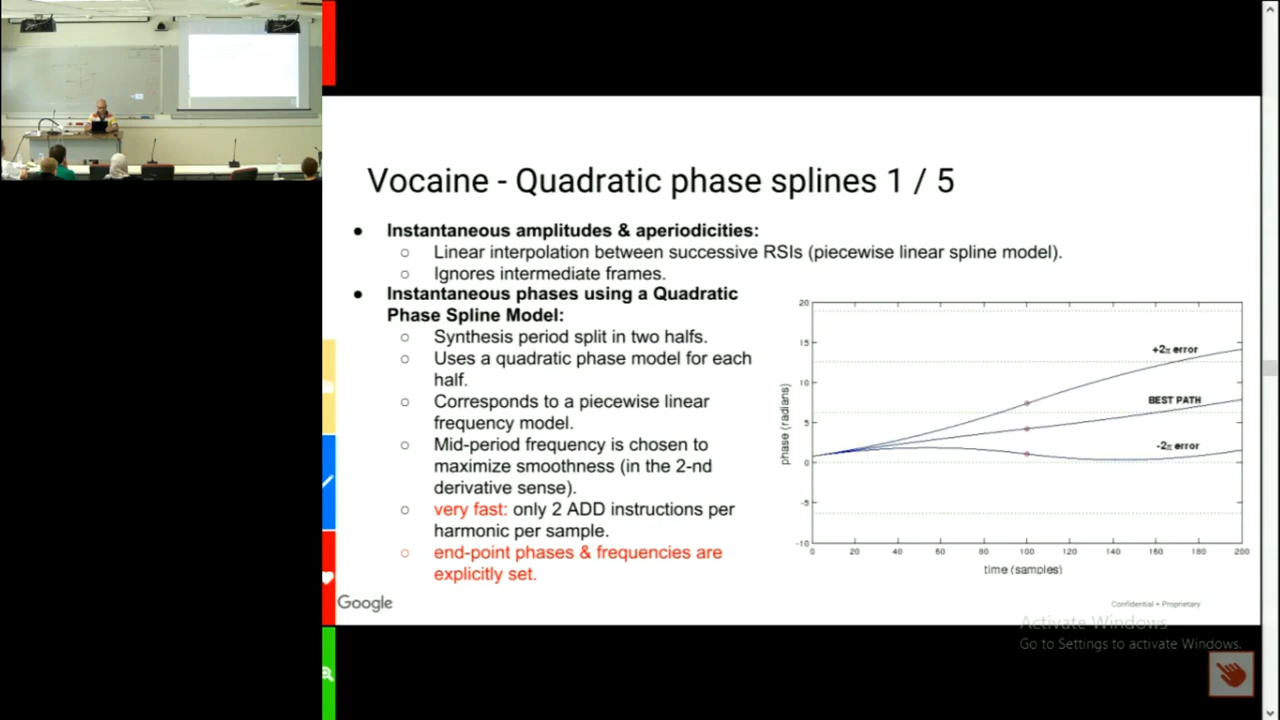 Vocaine - Quadratic phase splines 1 / 5
● Instantaneous amplitudes & aperiodicities:
○ Linear interpolation between successive RSIs (piecewise linear spline model).
○ Ignores intermediate frames.
● Instantaneous phases using a Quadratic
Phase Spline Model:
○ Synthesis period split in two halfs.
○ Uses a quadratic phase model for each
half.
○ Corresponds to a piecewise linear
frequency model.
○ Mid-period frequency is chosen to
maximize smoothness (in the 2-nd
derivative sense).
○ very fast: only 2 ADD instructions per
harmonic per sample.
○ end-point phases & frequencies are
explicitly set.
20
15
10
5
0
-5
-10
phase (radians)
+2π error
BEST PATH
-2π error
0 20 40 60 80 100 120 140 160 180 200
time (samples)
Google
Confidential + Proprietary
Activate Windows
Go to Settings to activate Windows.